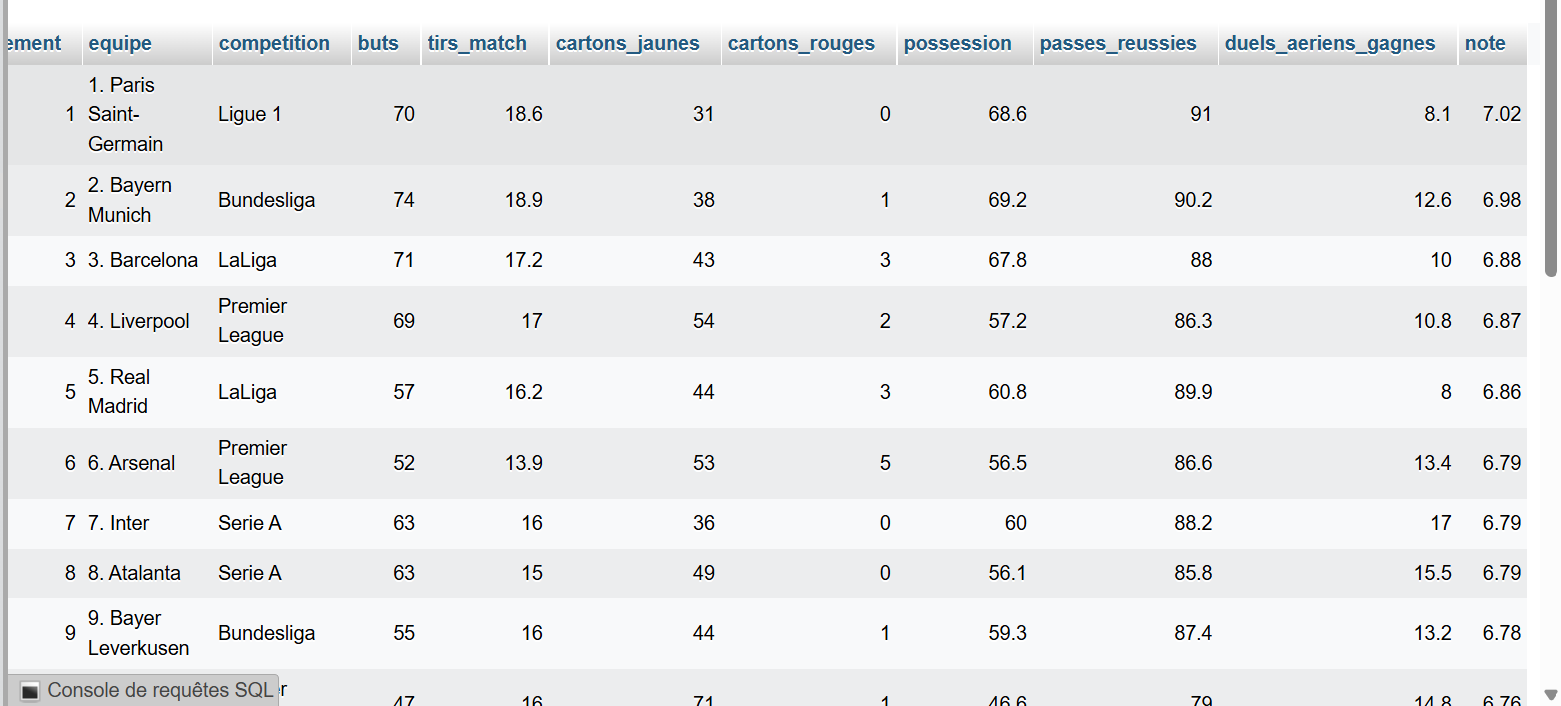 ement equipe competition buts tirs_match cartons_jaunes cartons_rouges possession passes_reussies duels_aeriens_gagnes note
1. Paris
1 Saint- Ligue 1 70 18.6 31 0 68.6 91 8.1 7.02
Germain
2. Bayern
2 Bundesliga 74 18.9 38 1 69.2 90.2 12.6 6.98
Munich
3 3. Barcelona LaLiga 71 17.2 43 3 67.8 88 10 6.88
Premier
4 4. Liverpool 69 17 54 2 57.2 86.3 10.8 6.87
League
5. Real
5 LaLiga 57 16.2 44 3 60.8 89.9 8 6.86
Madrid
Premier
6 6. Arsenal 52 13.9 53 5 56.5 86.6 13.4 6.79
League
7 7. Inter Serie A 63 16 36 0 60 88.2 17 6.79
8 8. Atalanta Serie A 63 15 49 0 56.1 85.8 15.5 6.79
9. Bayer
9 Bundesliga 55 16 44 1 59.3 87.4 13.2 6.78
Leverkusen
Console de requêtes SQL er
47 16 71 1 46.6 79 14.8 6.76